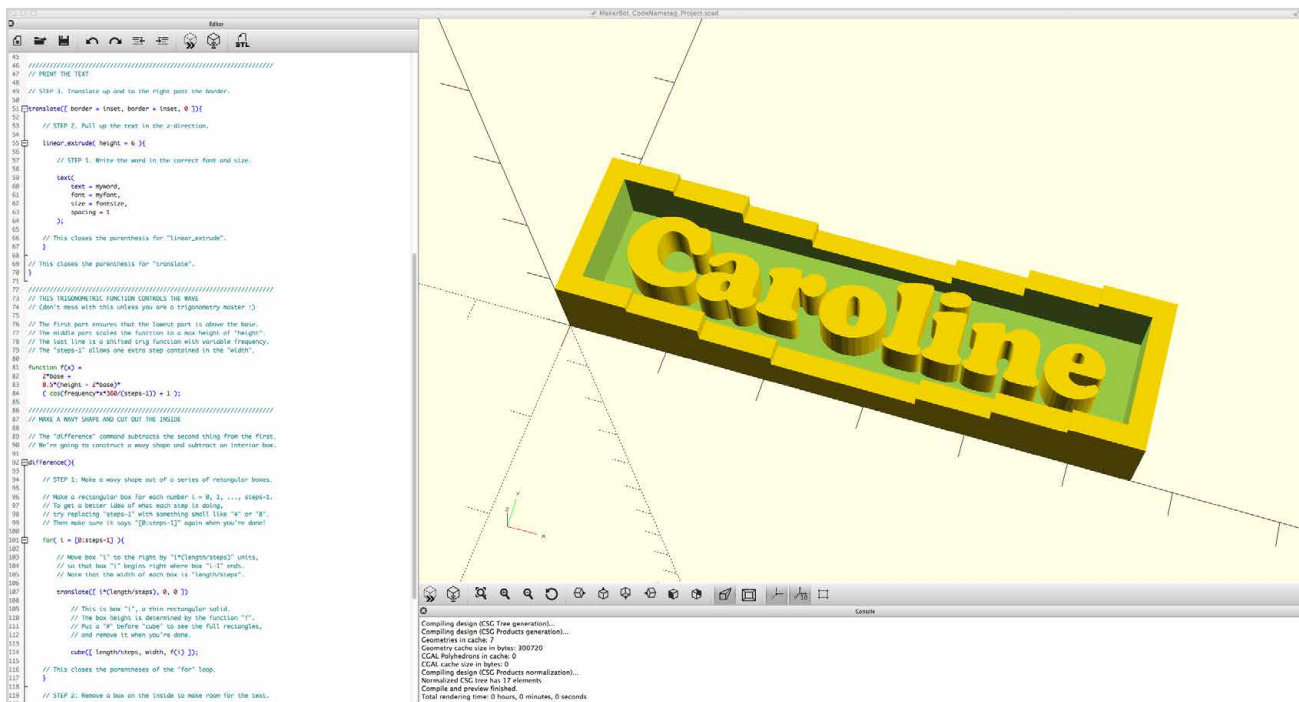 MakerBot_CodeNametag_Project.scad
Editor
STL
45
46 //////////////////////////////////////////////////////////////////////
47 // PRINT THE TEXT
48
49 // STEP 3. Translate up and to the right past the border.
50
51 translate([ border + inset, border + inset, 0 ]){
52
53 // STEP 2. Pull up the text in the z-direction.
54
55 linear_extrude( height = 6 ){
56
57 // STEP 1. Write the word in the correct font and size.
58
59 text(
60 text = myword,
61 font = myfont,
62 size = fontsize,
63 spacing = 1
64 );
65
66 // This closes the parenthesis for "linear_extrude".
67 }
68
69 // This closes the parenthesis for "translate".
70 }
71
72 //////////////////////////////////////////////////////////////////////
73 // THIS TRIGONOMETRIC FUNCTION CONTROLS THE WAVE
74 // (don't mess with this unless you are a trigonometry master :)
75
76 // The first part ensures that the lowest part is above the base.
77 // The middle part scales the function to a max height of "height".
78 // The last line is a shifted trig function with variable frequency.
79 // The "steps-1" allows one extra step contained in the "width".
80
81 function f(x) =
82 2*base +
83 0.5*(height - 2*base)*
84 ( cos(frequency*x*360/(steps-1)) + 1 );
85
86 //////////////////////////////////////////////////////////////////////
87 // MAKE A WAVY SHAPE AND CUT OUT THE INSIDE
88
89 // The "difference" command subtracts the second thing from the first.
90 // We're going to construct a wavy shape and subtract an interior box.
91
92 difference(){
93
94 // STEP 1: Make a wavy shape out of a series of retangular boxes.
95
96 // Make a rectangular box for each number i = 0, 1, ..., steps-1.
97 // To get a better idea of what each step is doing,
98 // try replacing "steps-1" with something small like "4" or "8".
99 // Then make sure it says "[0:steps-1]" again when you're done!
100
101 for( i = [0:steps-1] ){
102
103 // Move box "i" to the right by "i*(length/steps)" units,
104 // so that box "i" begins right where box "i-1" ends.
105 // Note that the width of each box is "length/steps".
106
107 translate([ i*(length/steps), 0, 0 ])
108
109 // This is box "i", a thin rectangular solid.
110 // The box height is determined by the function "f".
111 // Put a "#" before "cube" to see the full rectangles,
112 // and remove it when you're done.
113
114 cube([ length/steps, width, f(i) ]);
115
116 // This closes the parentheses of the "for" loop.
117 }
118
119 // STEP 2: Remove a box on the inside to make room for the text.
Caroline
Z
Y
X
10
Console
Compiling design (CSG Tree generation)...
Compiling design (CSG Products generation)...
Geometries in cache: 7
Geometry cache size in bytes: 300720
CGAL Polyhedrons in cache: 0
CGAL cache size in bytes: 0
Compiling design (CSG Products normalization)...
Normalized CSG tree has 17 elements
Compile and preview finished.
Total rendering time: 0 hours, 0 minutes, 0 seconds